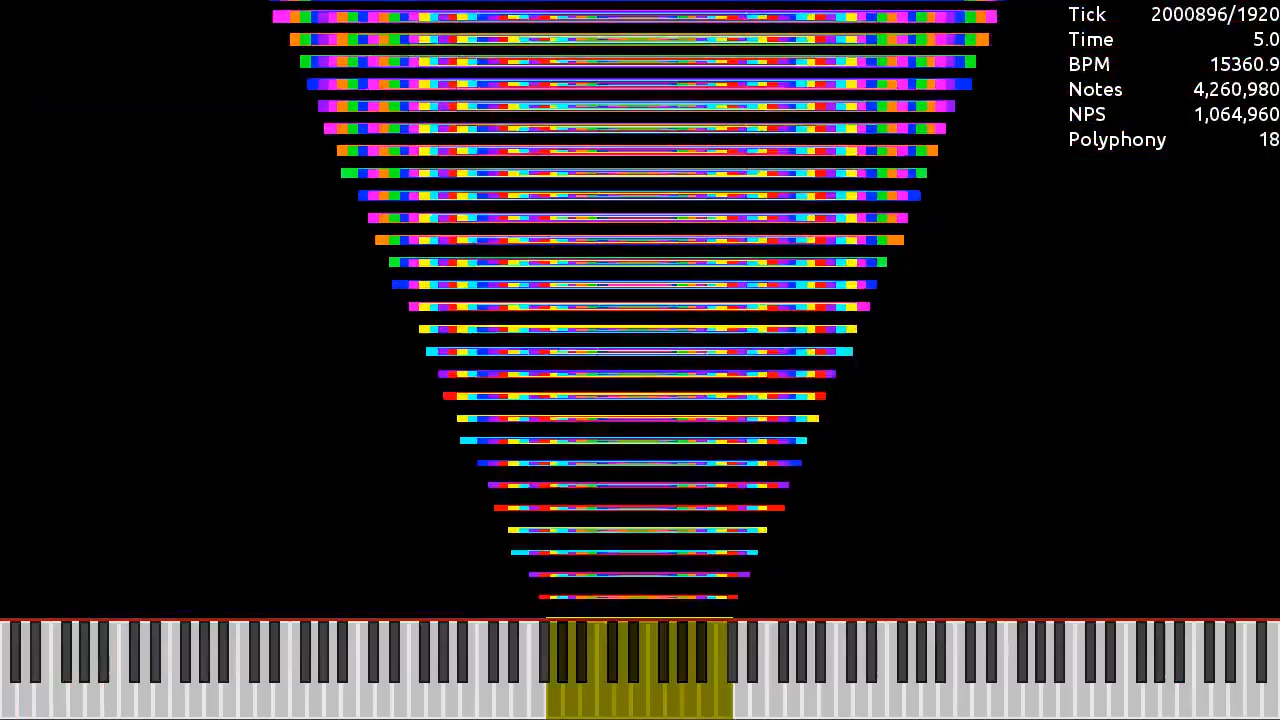 Tick 2000896/1920
Time 5.0
BPM 15360.9
Notes 4,260,980
NPS 1,064,960
Polyphony 18